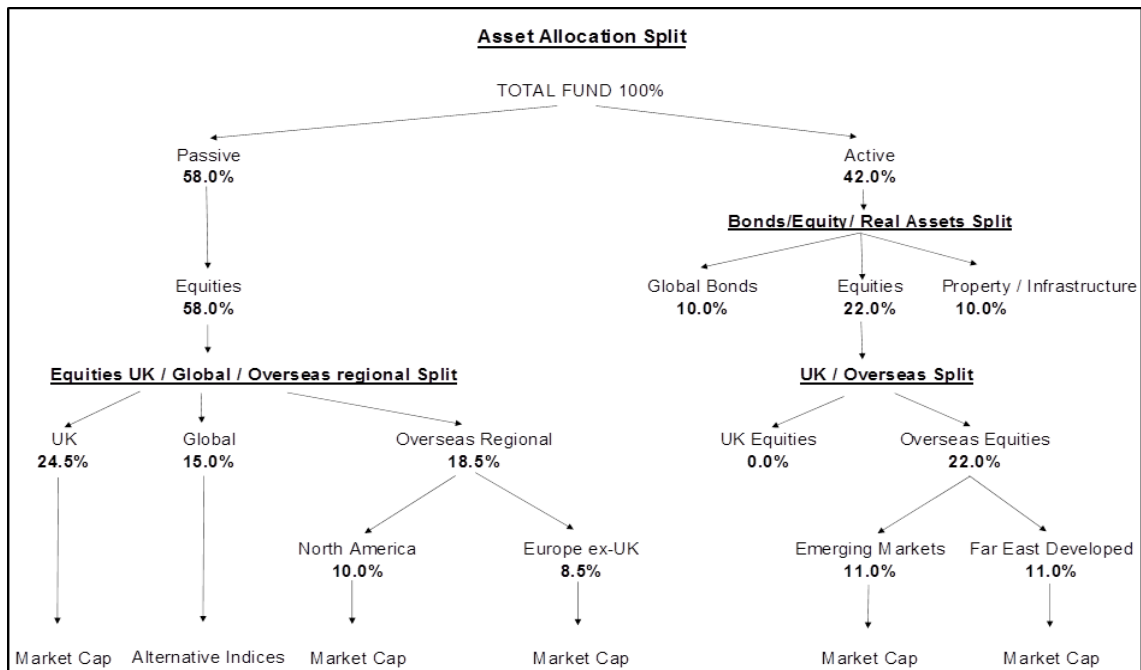 Asset Allocation Split
TOTAL FUND 100%
Passive
58.0%
Active
42.0%
Bonds/Equity/ Real Assets Split
Equities
58.0%
Global Bonds
10.0%
Equities
22.0%
Property / Infrastructure
10.0%
Equities UK / Global / Overseas regional Split
UK / Overseas Split
UK
24.5%
Global
15.0%
Overseas Regional
18.5%
UK Equities
0.0%
Overseas Equities
22.0%
North America
10.0%
Europe ex-UK
8.5%
Emerging Markets
11.0%
Far East Developed
11.0%
Market Cap
Alternative Indices
Market Cap
Market Cap
Market Cap
Market Cap